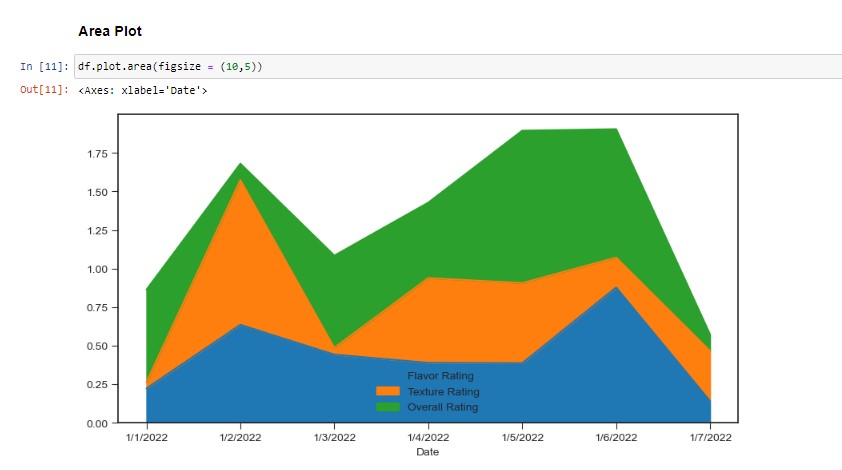 Area Plot
In [11]: df.plot.area(figsize = (10,5))
Out[11]: <Axes: xlabel='Date'>
1.75
1.50
1.25
1.00
0.75
0.50
0.25
0.00
Flavor Rating
Texture Rating
Overall Rating
1/1/2022 1/2/2022 1/3/2022 1/4/2022 1/5/2022 1/6/2022 1/7/2022
Date